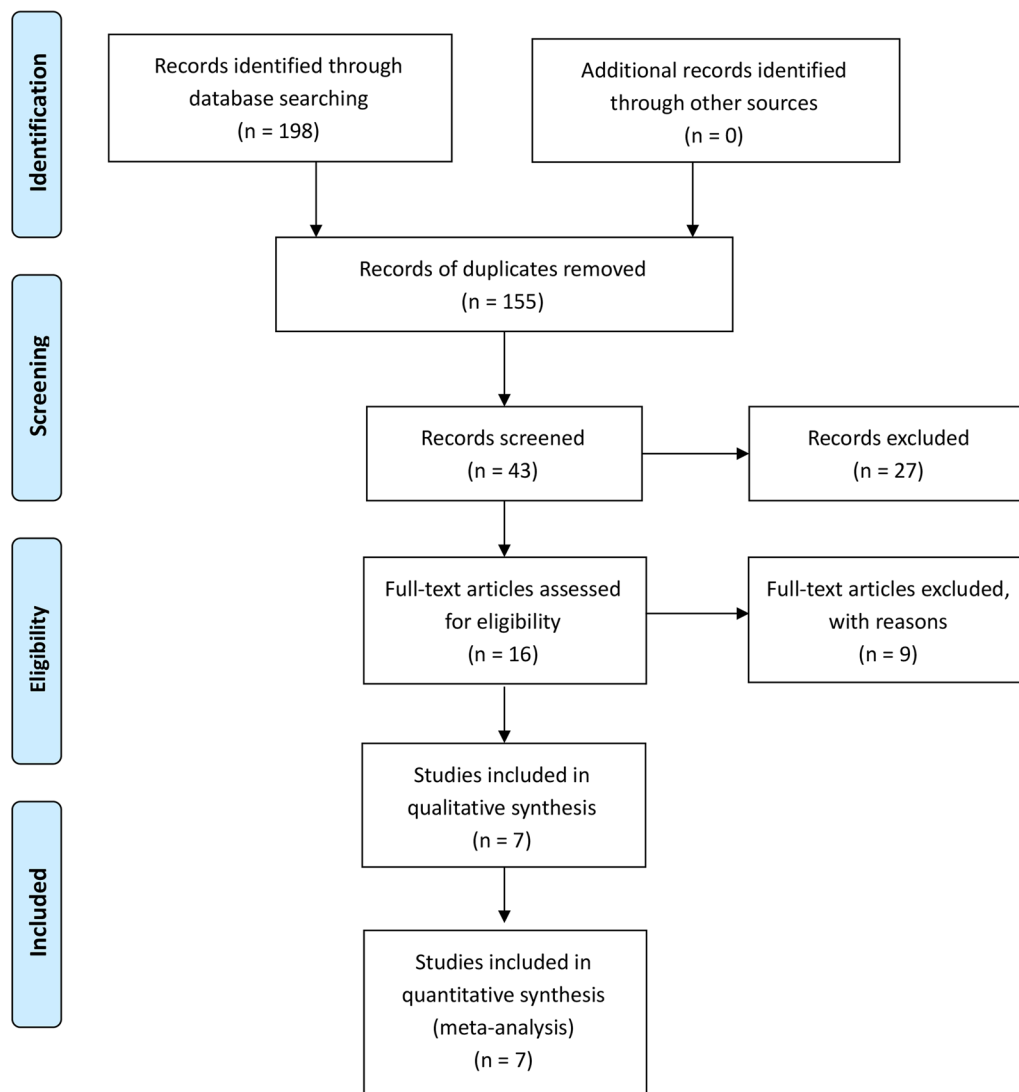 Identification
Records identified through
database searching
(n = 198)
Additional records identified
through other sources
(n = 0)
Records of duplicates removed
(n = 155)
Screening
Records screened
(n = 43)
Records excluded
(n = 27)
Eligibility
Full-text articles assessed
for eligibility
(n = 16)
Full-text articles excluded,
with reasons
(n = 9)
Studies included in
qualitative synthesis
(n = 7)
Included
Studies included in
quantitative synthesis
(meta-analysis)
(n = 7)